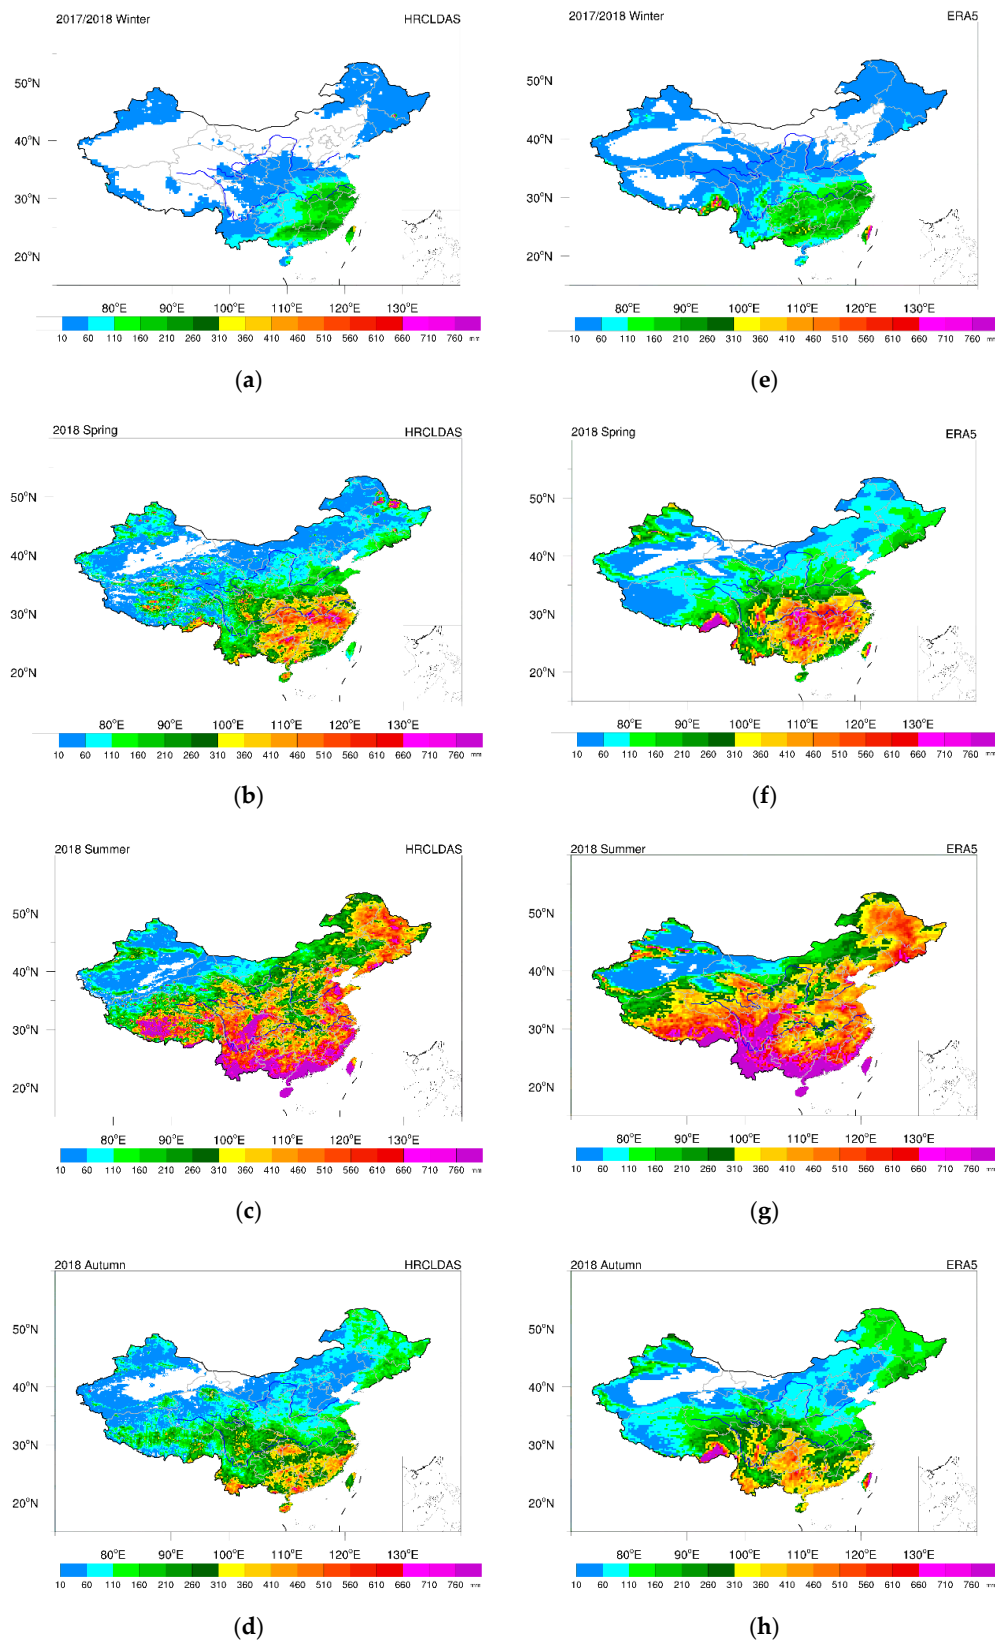 2017/2018 Winter HRCLDAS
50°N
40°N
30°N
20°N
80°E 90°E 100°E 110°E 120°E 130°E
10 60 110 160 210 260 310 360 410 460 510 560 610 660 710 760 mm
(a)
2017/2018 Winter ERA5
80°E 90°E 100°E 110°E 120°E 130°E
10 60 110 160 210 260 310 360 410 460 510 560 610 660 710 760 mm
(e)
2018 Spring HRCLDAS
50°N
40°N
30°N
20°N
80°E 90°E 100°E 110°E 120°E 130°E
10 60 110 160 210 260 310 360 410 460 510 560 610 660 710 760 mm
(b)
2018 Spring ERA5
50°N
40°N
30°N
20°N
80°E 90°E 100°E 110°E 120°E 130°E
10 60 110 160 210 260 310 360 410 460 510 560 610 660 710 760 mm
(f)
2018 Summer HRCLDAS
50°N
40°N
30°N
20°N
80°E 90°E 100°E 110°E 120°E 130°E
10 60 110 160 210 260 310 360 410 460 510 560 610 660 710 760 mm
(c)
2018 Summer ERA5
50°N
40°N
30°N
20°N
80°E 90°E 100°E 110°E 120°E 130°E
10 60 110 160 210 260 310 360 410 460 510 560 610 660 710 760 mm
(g)
2018 Autumn HRCLDAS
50°N
40°N
30°N
20°N
80°E 90°E 100°E 110°E 120°E 130°E
10 60 110 160 210 260 310 360 410 460 510 560 610 660 710 760 mm
(d)
2018 Autumn ERA5
50°N
40°N
30°N
20°N
80°E 90°E 100°E 110°E 120°E 130°E
10 60 110 160 210 260 310 360 410 460 510 560 610 660 710 760 mm
(h)